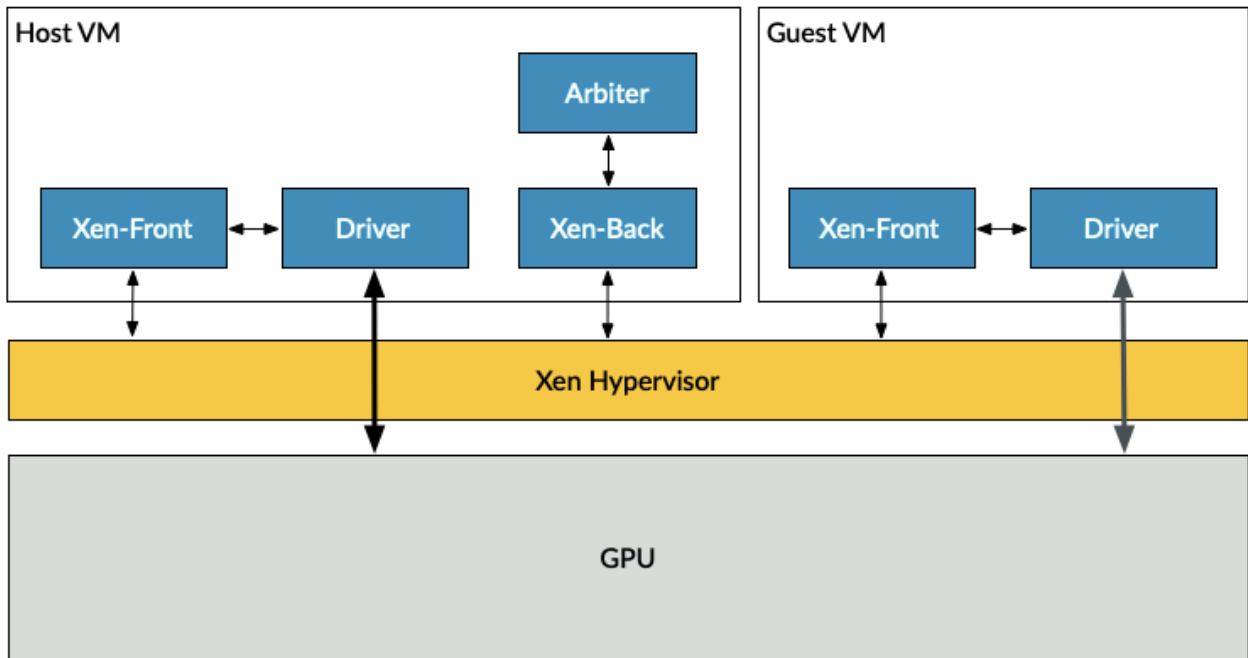 Host VM
Guest VM
Arbiter
Xen-Front
Driver
Xen-Back
Xen-Front
Driver
Xen Hypervisor
GPU